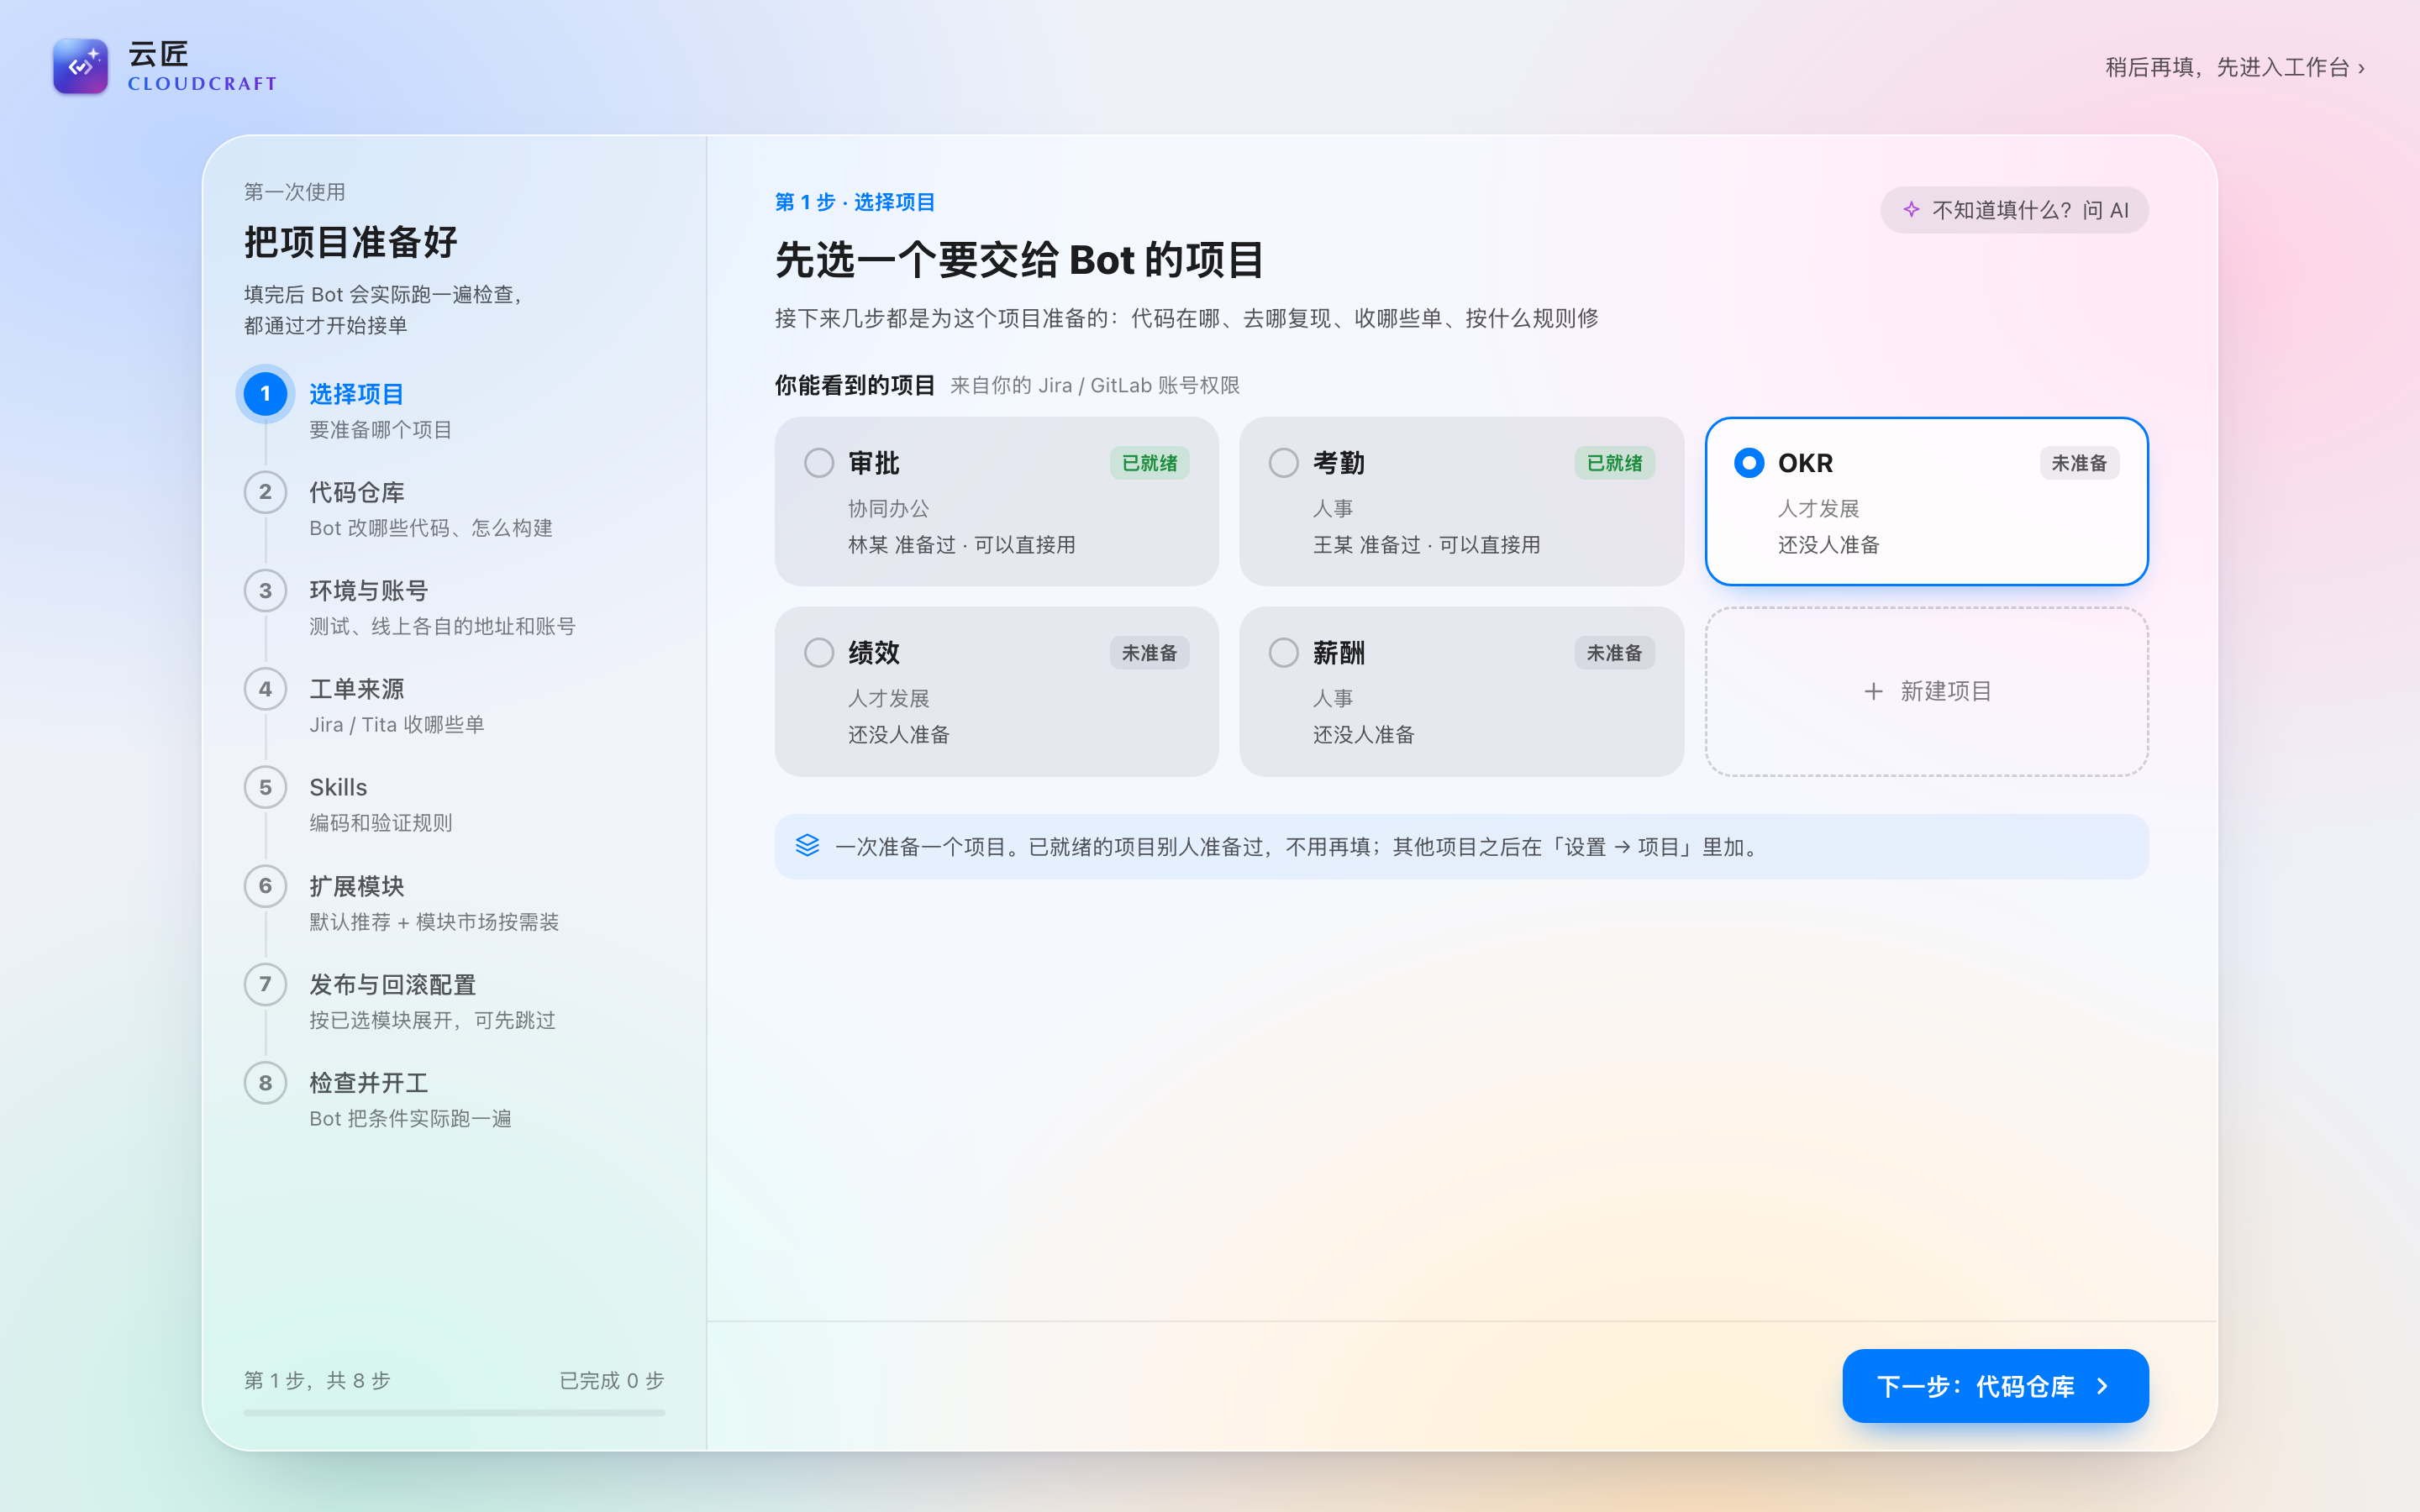 云匠
CLOUDCRAFT
稍后再填，先进入工作台 ›
第一次使用
把项目准备好
填完后 Bot 会实际跑一遍检查，
都通过才开始接单
1 选择项目
要准备哪个项目
2 代码仓库
Bot 改哪些代码、怎么构建
3 环境与账号
测试、线上各自的地址和账号
4 工单来源
Jira / Tita 收哪些单
5 Skills
编码和验证规则
6 扩展模块
默认推荐 + 模块市场按需装
7 发布与回滚配置
按已选模块展开，可先跳过
8 检查并开工
Bot 把条件实际跑一遍
第 1 步，共 8 步 已完成 0 步
第 1 步 · 选择项目
不知道填什么？问 AI
先选一个要交给 Bot 的项目
接下来几步都是为这个项目准备的：代码在哪、去哪复现、收哪些单、按什么规则修
你能看到的项目 来自你的 Jira / GitLab 账号权限
审批 已就绪
协同办公
林某 准备过 · 可以直接用
考勤 已就绪
人事
王某 准备过 · 可以直接用
OKR 未准备
人才发展
还没人准备
绩效 未准备
人才发展
还没人准备
薪酬 未准备
人事
还没人准备
+ 新建项目
一次准备一个项目。已就绪的项目别人准备过，不用再填；其他项目之后在「设置 → 项目」里加。
下一步：代码仓库